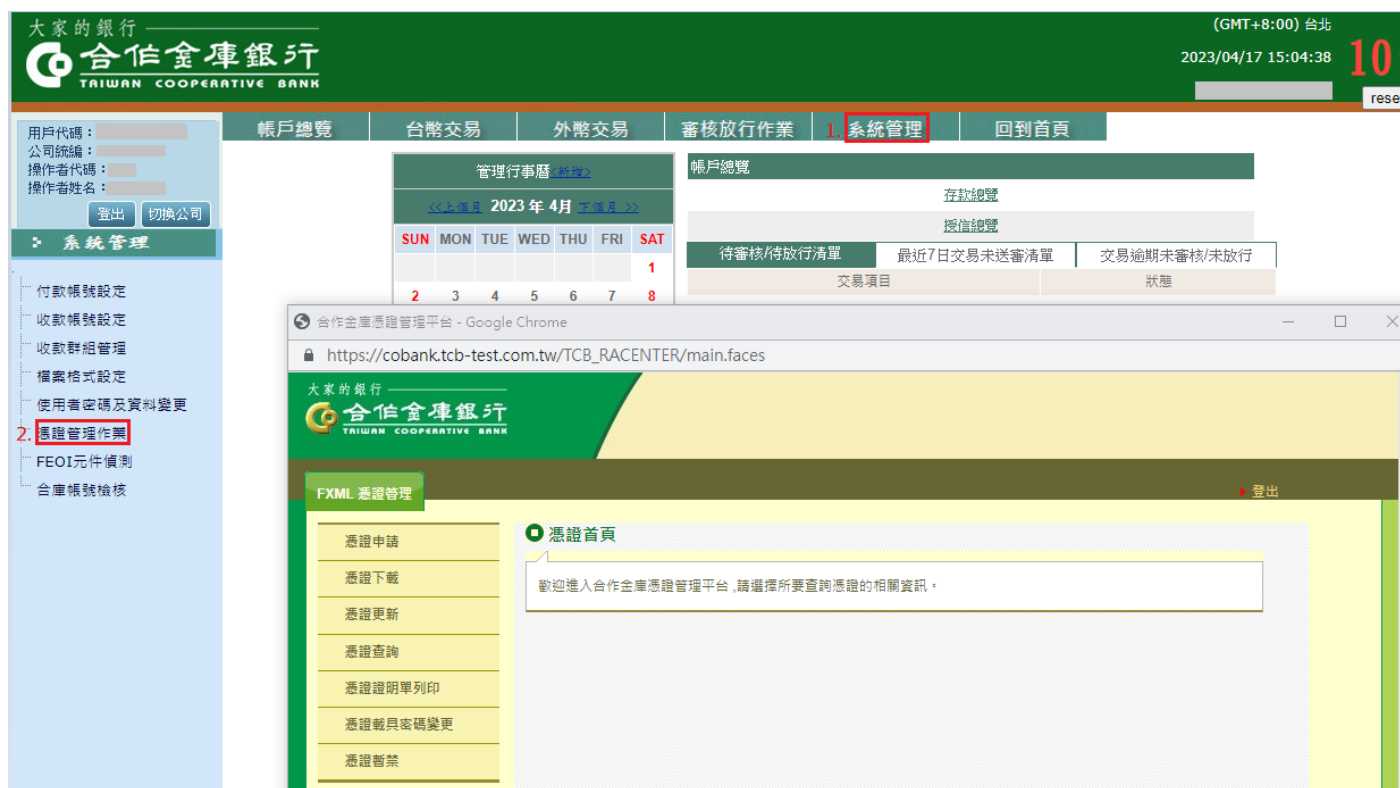 大家的銀行
合作金庫銀行
TAIWAN COOPERATIVE BANK
(GMT+8:00) 台北
2023/04/17 15:04:38
10
rese
用戶代碼：
公司統編：
操作者代碼：
操作者姓名：
登出 切換公司
帳戶總覽 台幣交易 外幣交易 審核放行作業 1. 系統管理 回到首頁
系統管理
付款帳號設定
收款帳號設定
收款群組管理
檔案格式設定
使用者密碼及資料變更
2. 憑證管理作業
FEOI元件偵測
合庫帳號檢核
管理行事曆<新增>
<<上個月 2023 年 4月 下個月 >>
SUN MON TUE WED THU FRI SAT
1
2 3 4 5 6 7 8
帳戶總覽
存款總覽
授信總覽
待審核/待放行清單 最近7日交易未送審清單 交易逾期未審核/未放行
交易項目 狀態
合作金庫憑證管理平台 - Google Chrome
https://cobank.tcb-test.com.tw/TCB_RACENTER/main.faces
大家的銀行
合作金庫銀行
TAIWAN COOPERATIVE BANK
FXML 憑證管理
登出
憑證申請
憑證下載
憑證更新
憑證查詢
憑證證明單列印
憑證載具密碼變更
憑證暫禁
憑證首頁
歡迎進入合作金庫憑證管理平台 ,請選擇所要查詢憑證的相關資訊。